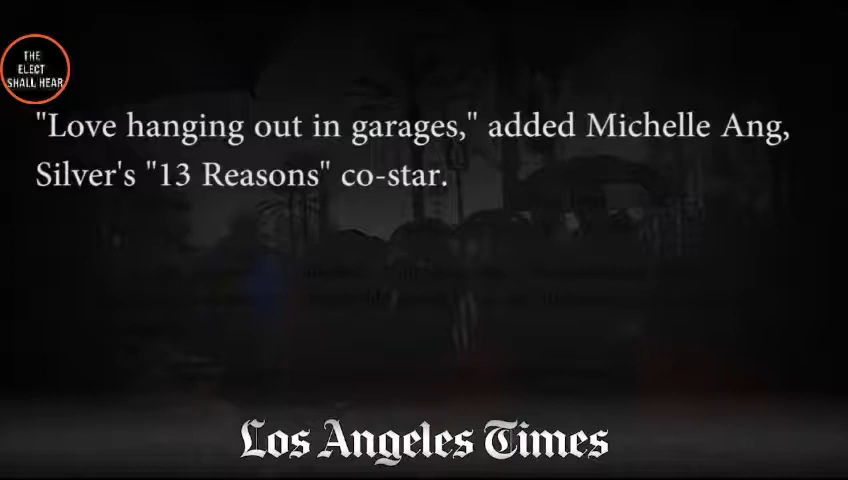 THE
ELECT
SHALL HEAR
"Love hanging out in garages," added Michelle Ang,
Silver's "13 Reasons" co-star.
Los Angeles Times